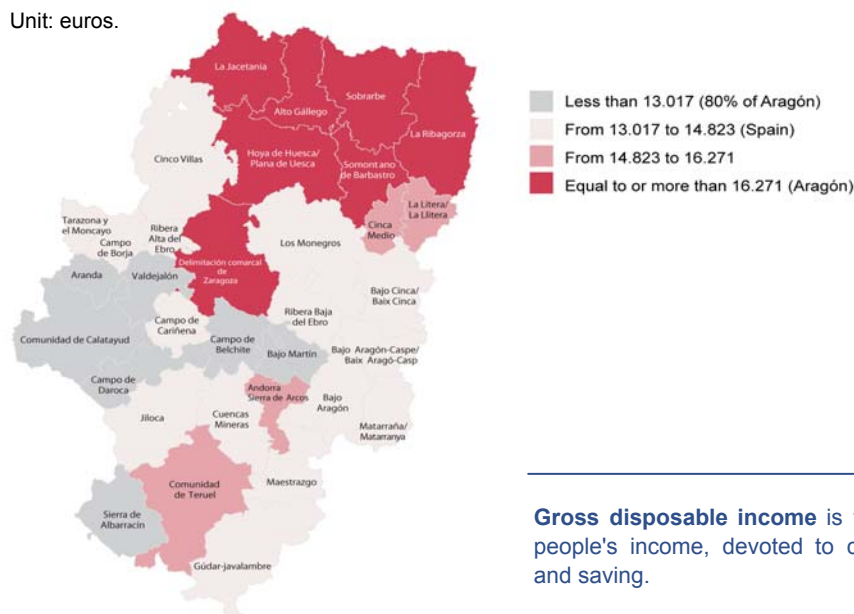 Unit: euros.
La Jacetania
Alto Gállego
Sobrarbe
La Ribagorza
Cinco Villas
Hoya de Huesca/
Plana de Uesca
Somontano
de Barbastro
La Litera/
La Llitera
Cinca
Medio
Tarazona y
el Moncayo
Campo
de Borja
Ribera
Alta del
Ebro
Los Monegros
Delimitación comarcal
de
Zaragoza
Aranda
Valdejalón
Bajo Cinca/
Baix Cinca
Comunidad de Calatayud
Campo de
Cariñena
Ribera Baja
del Ebro
Campo de
Belchite
Bajo Martín
Bajo Aragón-Caspe/
Baix Aragó-Casp
Campo de
Daroca
Andorra
Sierra de Arcos
Bajo
Aragón
Jiloca
Cuencas
Mineras
Matarraña/
Matarranya
Comunidad
de Teruel
Maestrazgo
Sierra de
Albarracín
Gúdar-javalambre
Less than 13.017 (80% of Aragón)
From 13.017 to 14.823 (Spain)
From 14.823 to 16.271
Equal to or more than 16.271 (Aragón)
Gross disposable income is
people's income, devoted to
and saving.